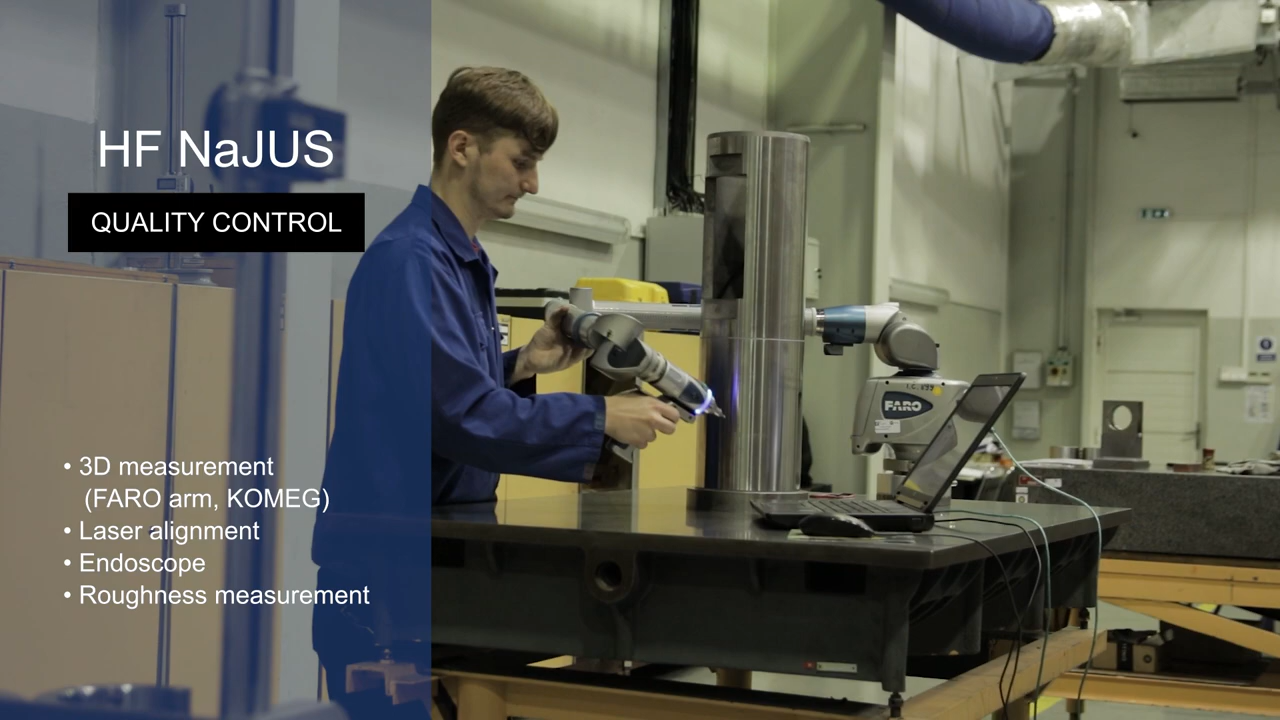 HF NaJUS
QUALITY CONTROL
• 3D measurement
(FARO arm, KOMEG)
• Laser alignment
• Endoscope
• Roughness measurement
FARO